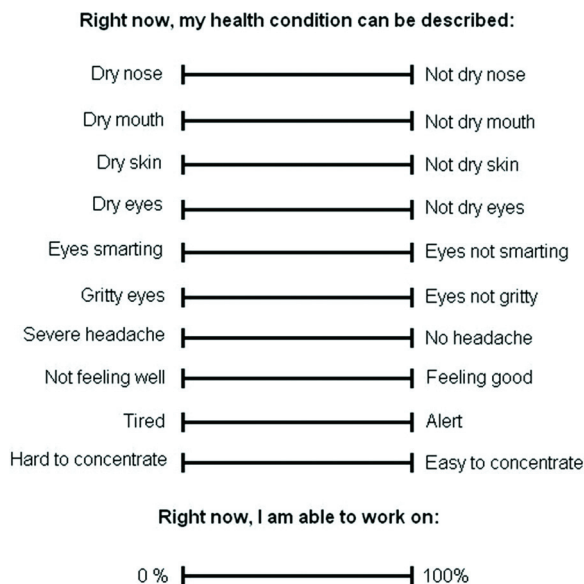 Right now, my health condition can be described:
Dry nose Not dry nose
Dry mouth Not dry mouth
Dry skin Not dry skin
Dry eyes Not dry eyes
Eyes smarting Eyes not smarting
Gritty eyes Eyes not gritty
Severe headache No headache
Not feeling well Feeling good
Tired Alert
Hard to concentrate Easy to concentrate
Right now, I am able to work on:
0 % 100%